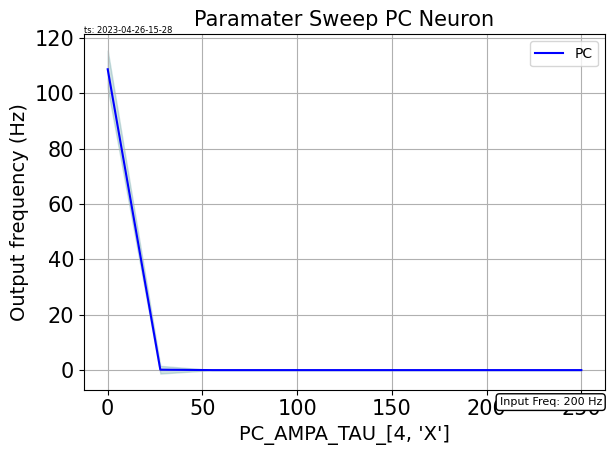 Paramater Sweep PC Neuron
ts: 2023-04-26-15-28
PC
Output frequency (Hz)
120
100
80
60
40
20
0
0 50 100 150 200 250
Input Freq: 200 Hz
PC_AMPA_TAU_[4, 'X']